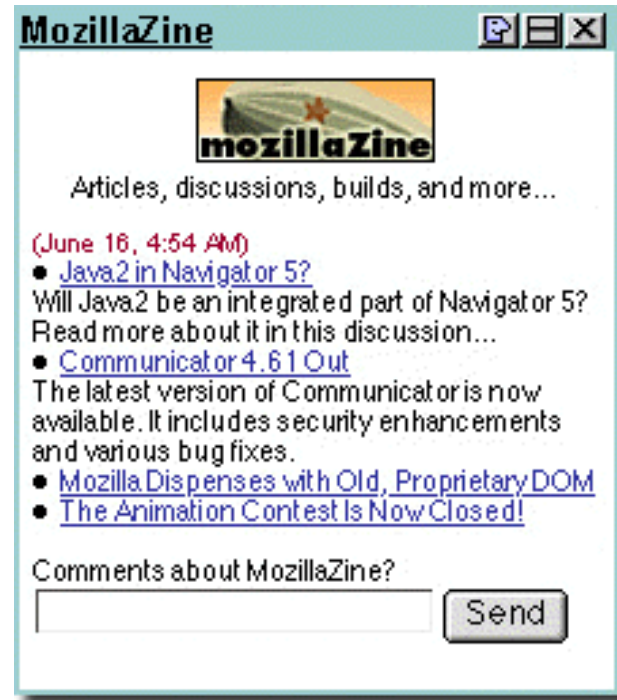 MozillaZine
mozillaZine
Articles, discussions, builds, and more...
(June 16, 4:54 AM)
● Java2 in Navigator 5?
Will Java2 be an integrated part of Navigator 5?
Read more about it in this discussion...
● Communicator 4.61 Out
The latest version of Communicator is now
available. It includes security enhancements
and various bug fixes.
● Mozilla Dispenses with Old, Proprietary DOM
● The Animation Contest Is Now Closed!
Comments about MozillaZine?
Send